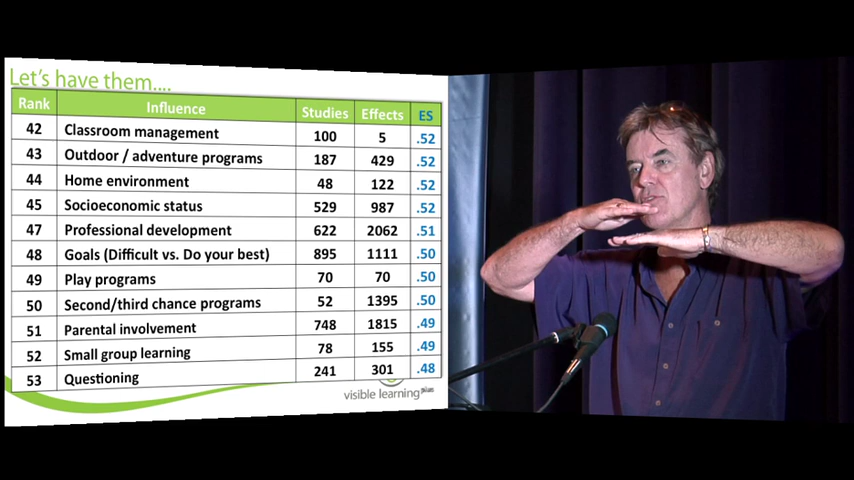 Let's have them....
Rank Influence Studies Effects ES
42 Classroom management 100 5 .52
43 Outdoor / adventure programs 187 429 .52
44 Home environment 48 122 .52
45 Socioeconomic status 529 987 .52
47 Professional development 622 2062 .51
48 Goals (Difficult vs. Do your best) 895 1111 .50
49 Play programs 70 70 .50
50 Second/third chance programs 52 1395 .50
51 Parental involvement 748 1815 .49
52 Small group learning 78 155 .49
53 Questioning 241 301 .48
visible learning plus